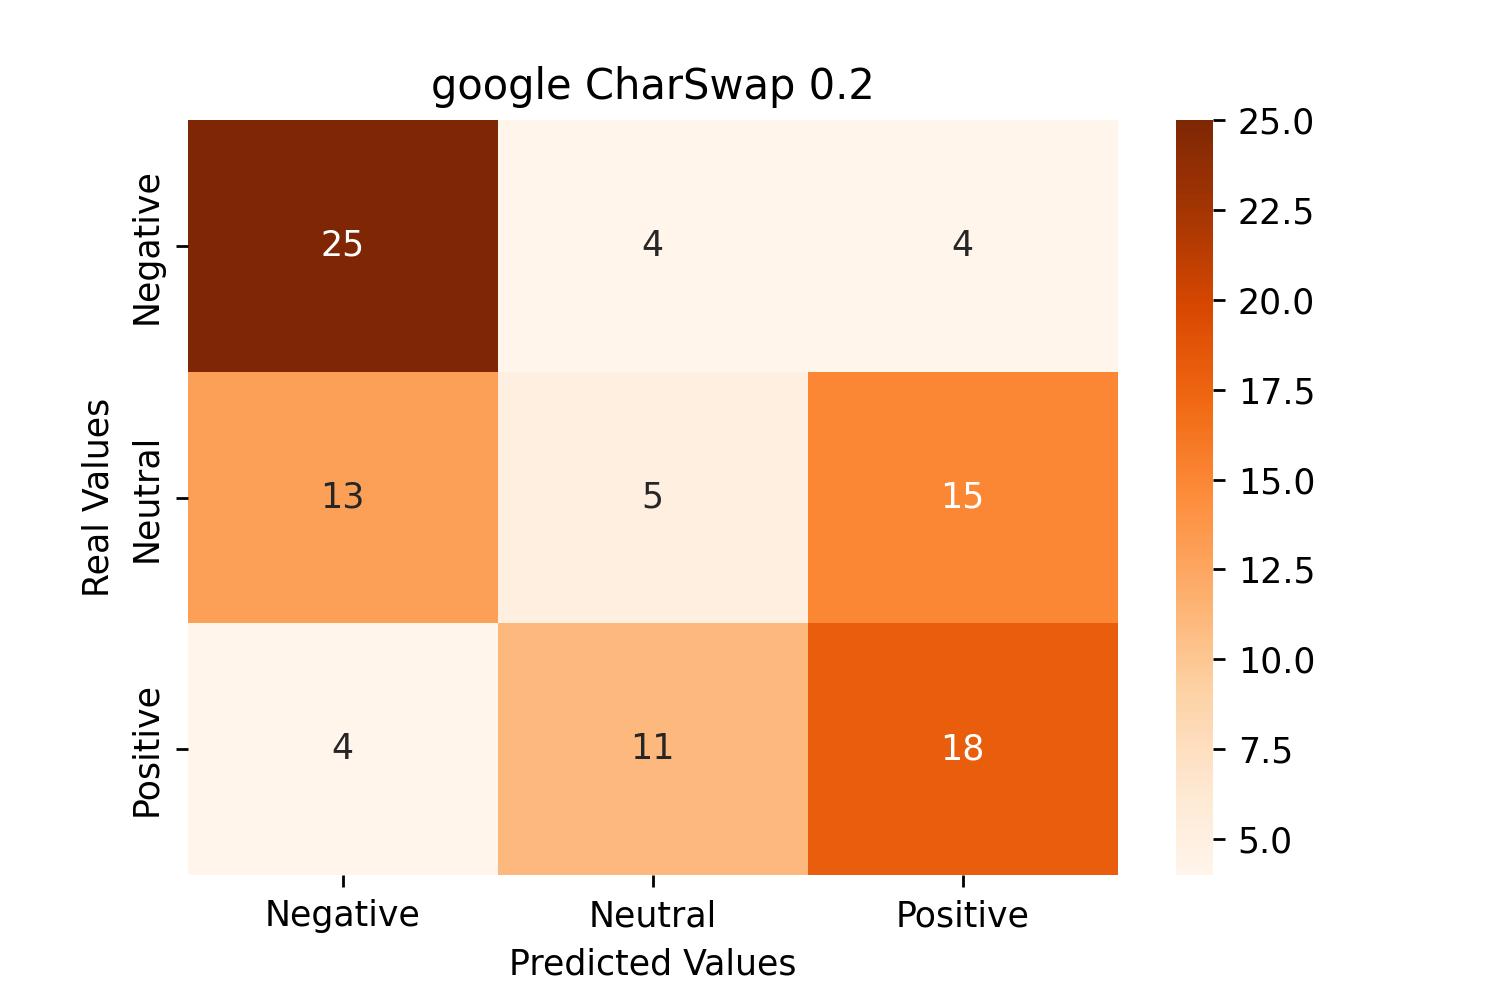 google CharSwap 0.2
Real Values
Negative
25 4 4
Neutral
13 5 15
Positive
4 11 18
Negative Neutral Positive
Predicted Values
25.0
22.5
20.0
17.5
15.0
12.5
10.0
7.5
5.0